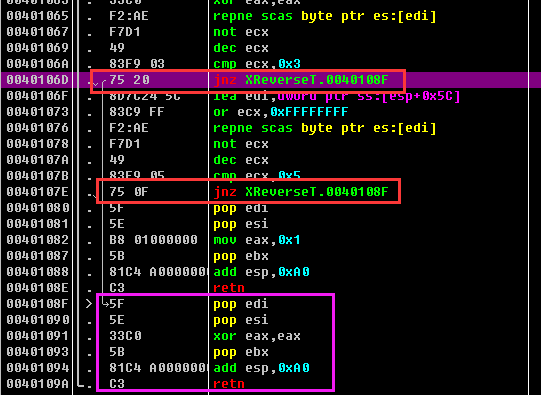 00401063 . 33C0 xor eax,eax
00401065 . F2:AE repne scas byte ptr es:[edi]
00401067 . F7D1 not ecx
00401069 . 49 dec ecx
0040106A . 83F9 03 cmp ecx,0x3
0040106D . 75 20 jnz XReverseT.0040108F
0040106F . 8D7C24 5C lea edi,dword ptr ss:[esp+0x5C]
00401073 . 83C9 FF or ecx,0xFFFFFFFF
00401076 . F2:AE repne scas byte ptr es:[edi]
00401078 . F7D1 not ecx
0040107A . 49 dec ecx
0040107B . 83F9 05 cmp ecx,0x5
0040107E . 75 0F jnz XReverseT.0040108F
00401080 . 5F pop edi
00401081 . 5E pop esi
00401082 . B8 01000000 mov eax,0x1
00401087 . 5B pop ebx
00401088 . 81C4 A0000000 add esp,0xA0
0040108E . C3 retn
0040108F > 5F pop edi
00401090 . 5E pop esi
00401091 . 33C0 xor eax,eax
00401093 . 5B pop ebx
00401094 . 81C4 A0000000 add esp,0xA0
0040109A . C3 retn